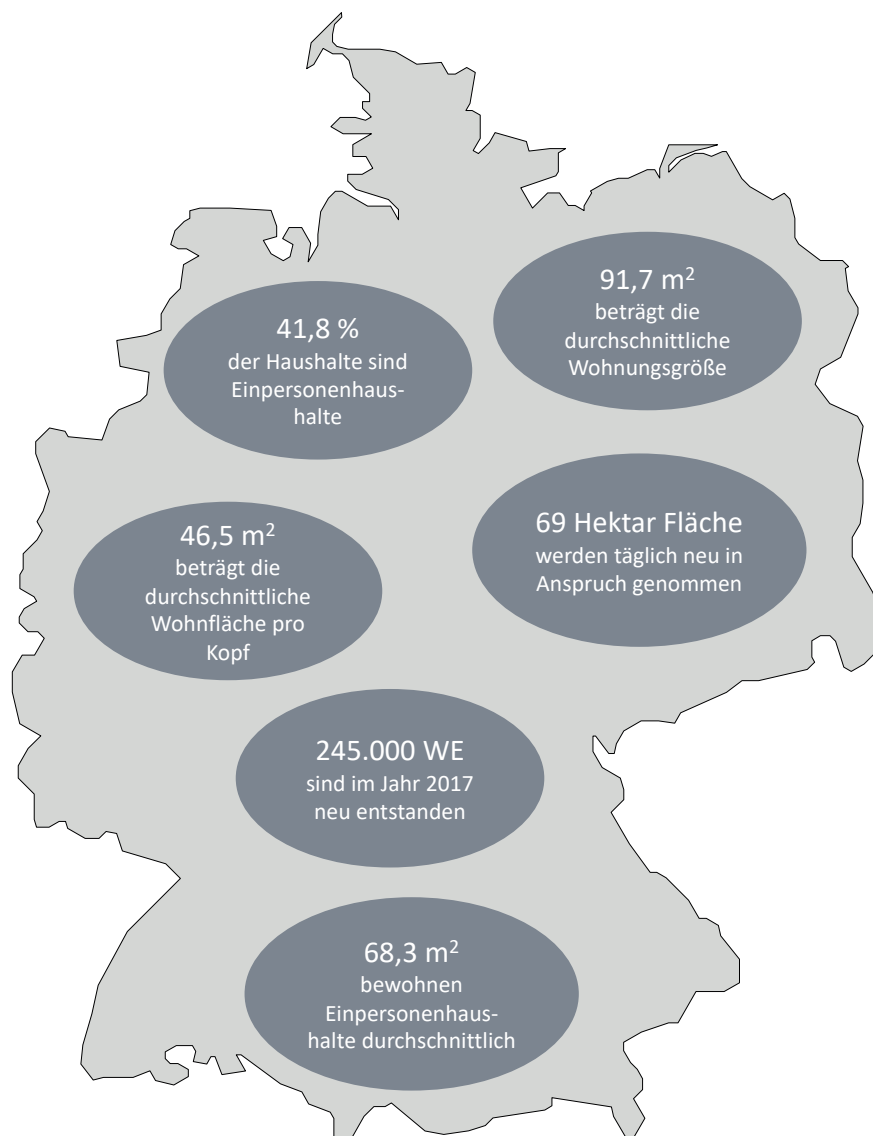 91,7 m²
beträgt die
durchschnittliche
Wohnungsgröße
41,8 %
der Haushalte sind
Einpersonenhaus-
halte
69 Hektar Fläche
werden täglich neu in
Anspruch genommen
46,5 m²
beträgt die
durchschnittliche
Wohnfläche pro
Kopf
245.000 WE
sind im Jahr 2017
neu entstanden
68,3 m²
bewohnen
Einpersonenhaus-
halte durchschnittlich